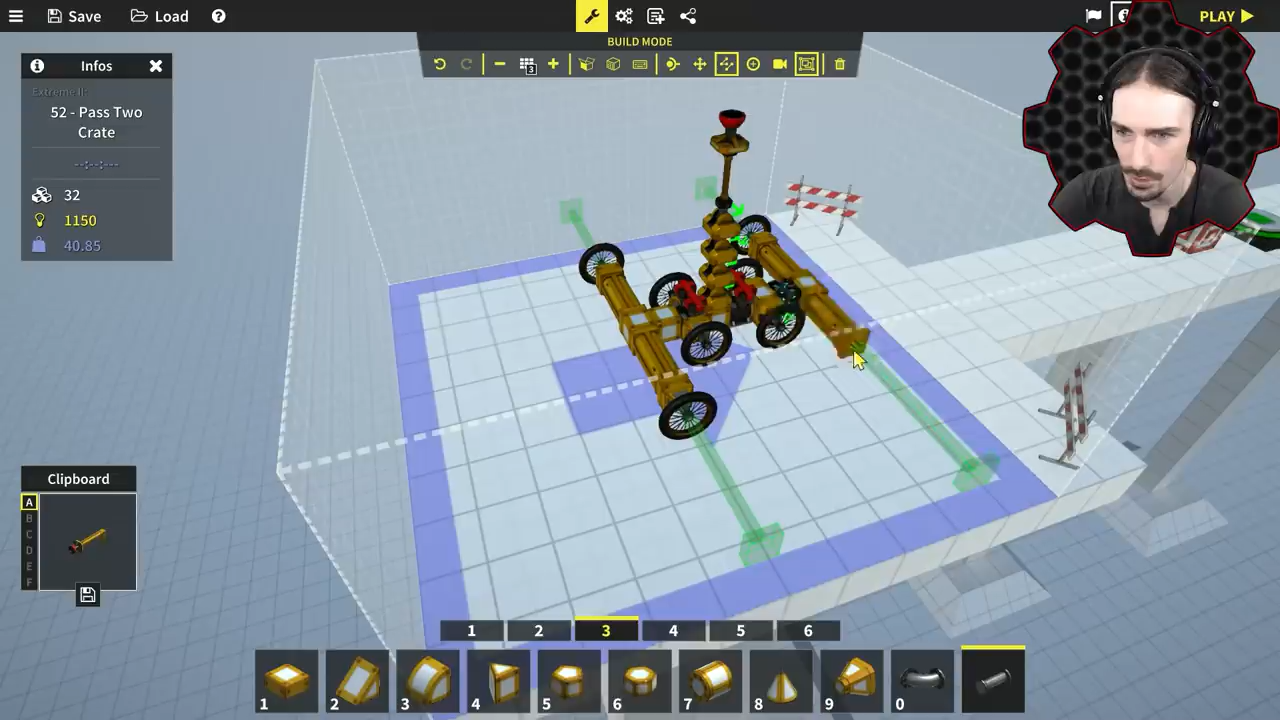 Save
Load
?
PLAY
BUILD MODE
3
Infos
Extreme II:
52 - Pass Two
Crate
--:--:---
32
1150
40.85
Clipboard
A
B
C
D
E
F
1 2 3 4 5 6
1 2 3 4 5 6 7 8 9 0